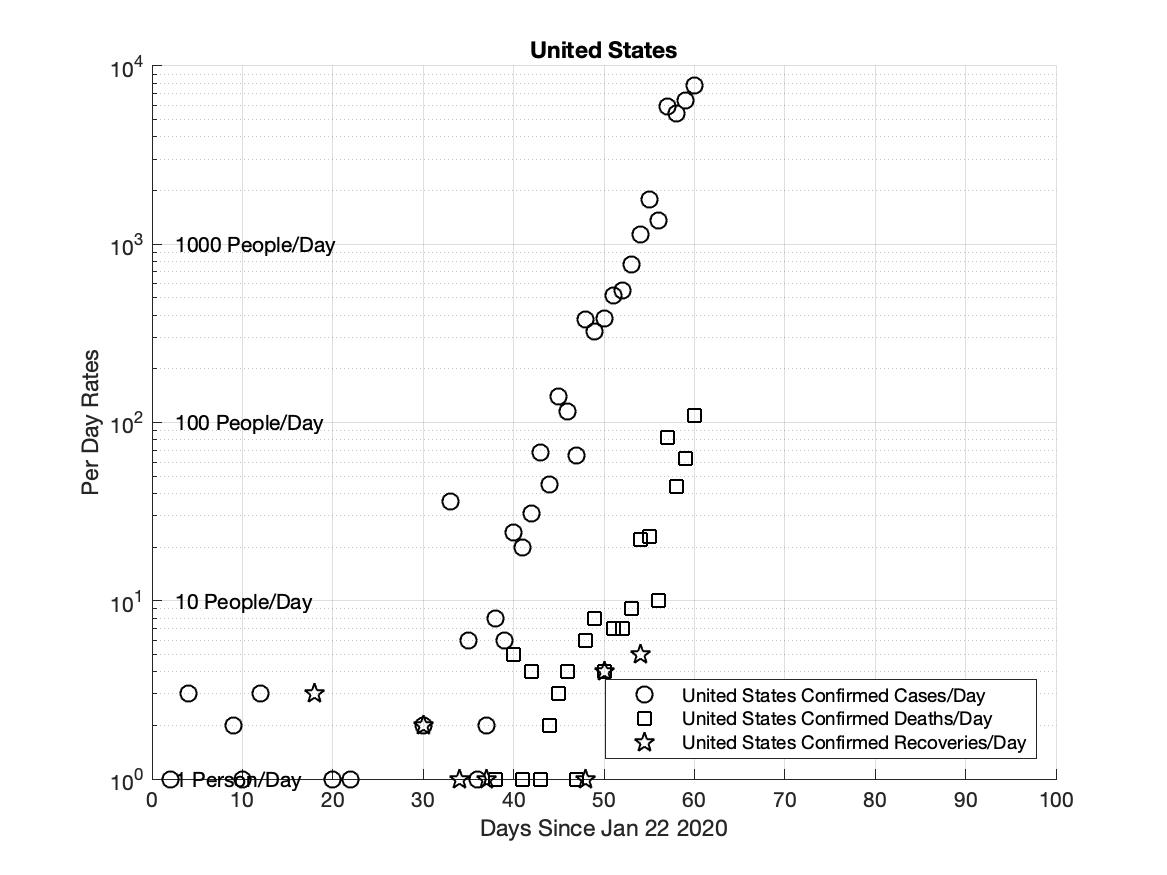 United States
10^4
10^3
1000 People/Day
10^2
100 People/Day
10^1
10 People/Day
10^0
1 Person/Day
Per Day Rates
United States Confirmed Cases/Day
United States Confirmed Deaths/Day
United States Confirmed Recoveries/Day
0 10 20 30 40 50 60 70 80 90 100
Days Since Jan 22 2020